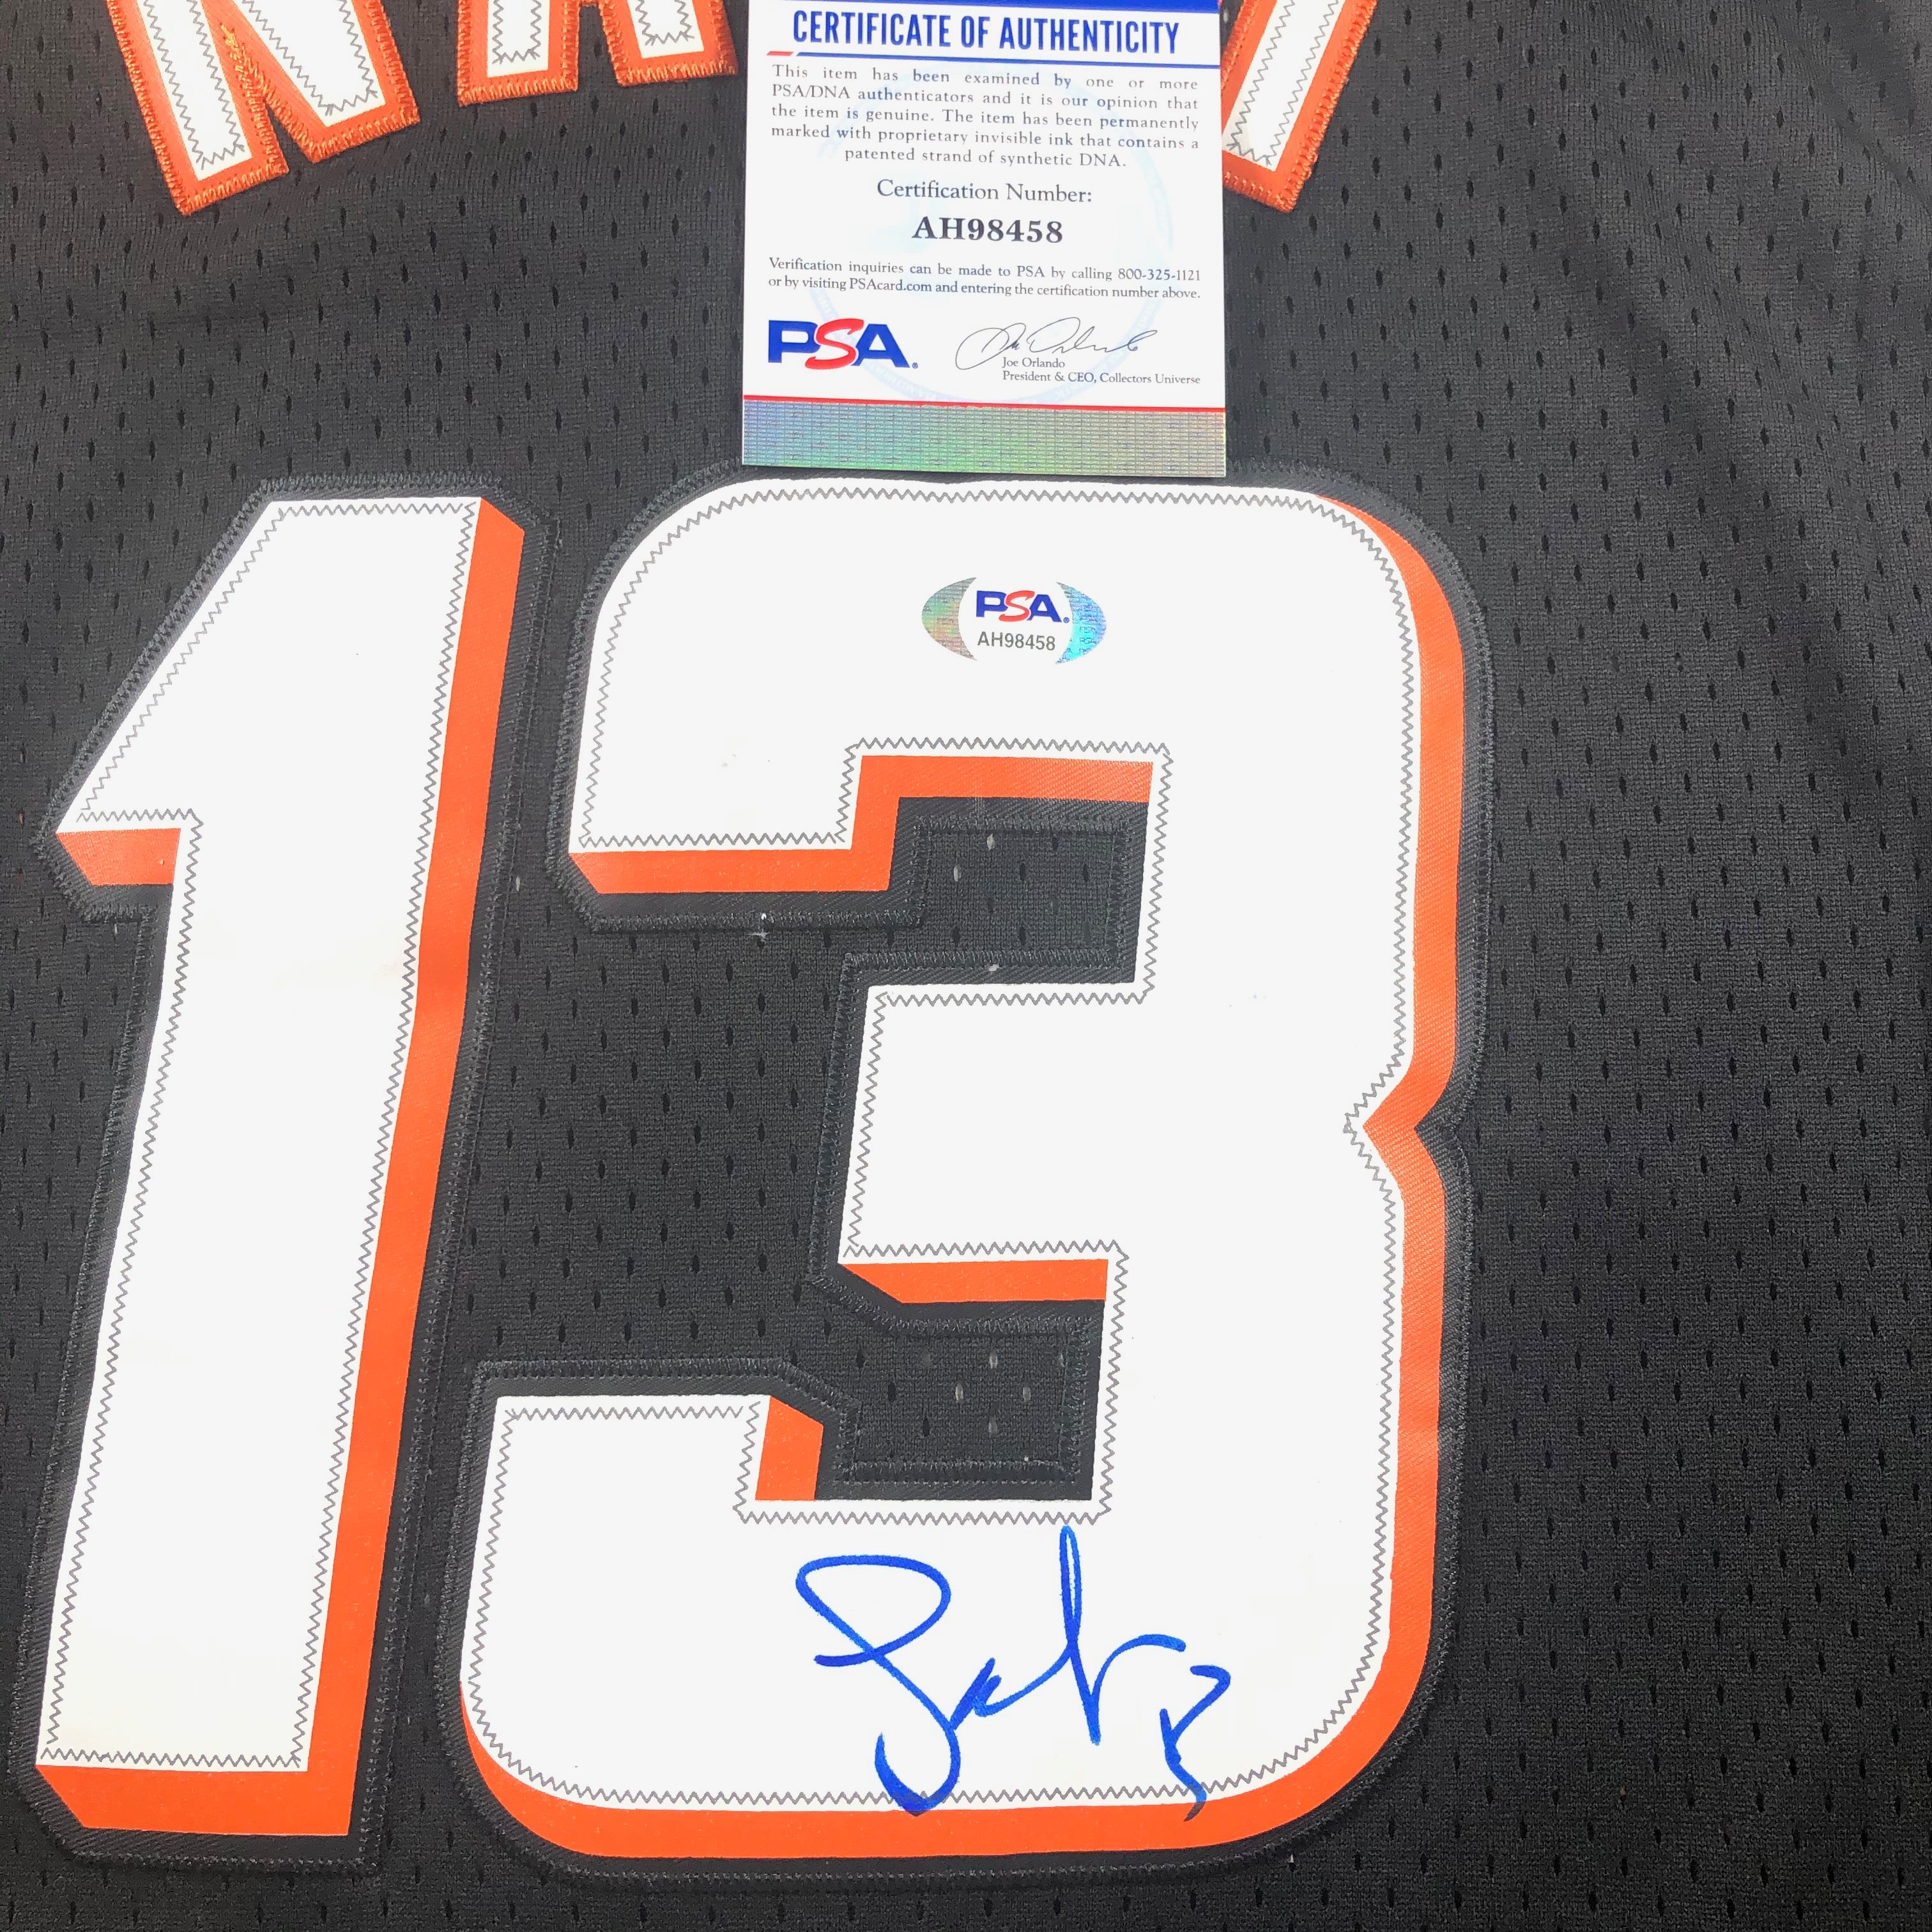 CERTIFICATE OF AUTHENTICITY
This item has been examined by one or more
PSA/DNA authenticators and it is our opinion that
the item is genuine. The item has been permanently
marked with proprietary invisible ink that contains a
patented strand of synthetic DNA.
Certification Number:
AH98458
Verification inquiries can be made to PSA by calling 800-325-1121
or by visiting PSAcard.com and entering the certification number above.
PSA
Joe Orlando
President & CEO, Collectors Universe
13
PSA
AH98458